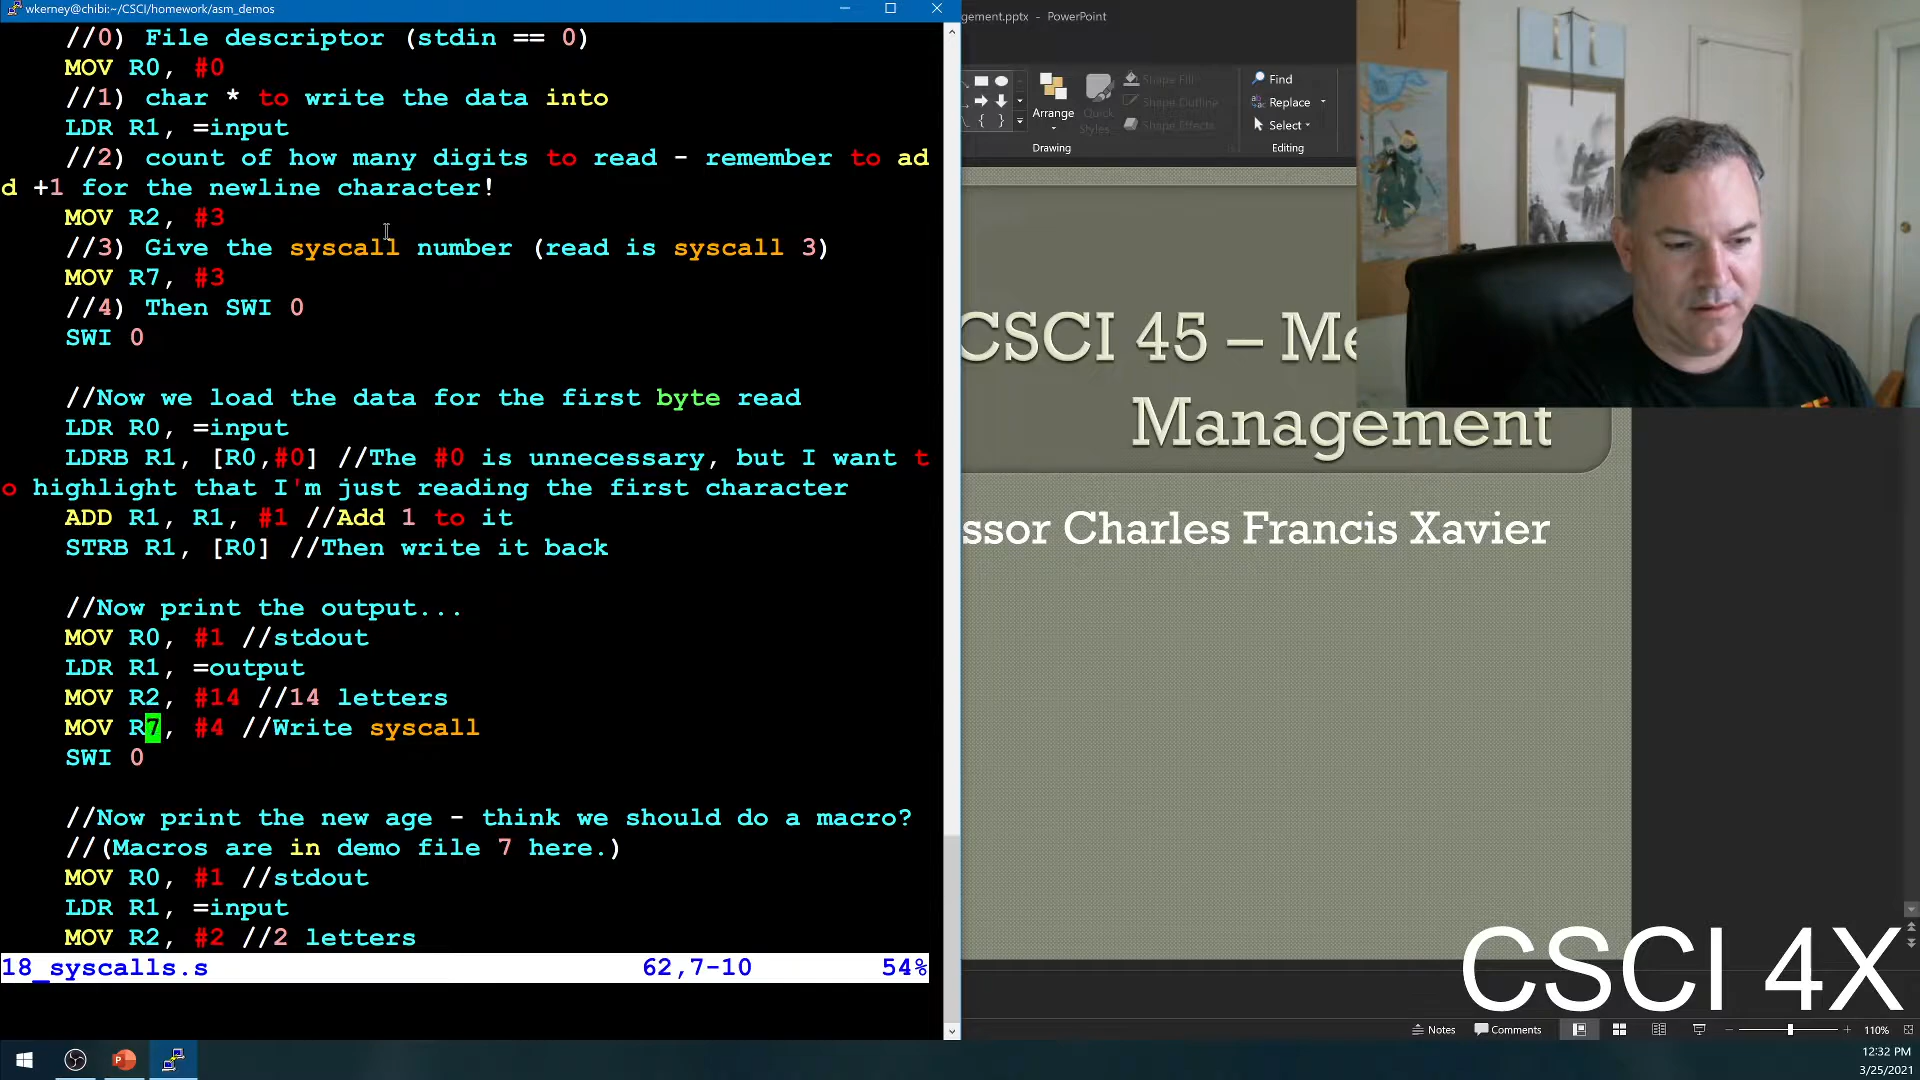 wkerney@chibi:~/CSCI/homework/asm_demos
//0) File descriptor (stdin == 0)
MOV R0, #0
//1) char * to write the data into
LDR R1, =input
//2) count of how many digits to read - remember to ad
d +1 for the newline character!
MOV R2, #3
//3) Give the syscall number (read is syscall 3)
MOV R7, #3
//4) Then SWI 0
SWI 0
//Now we load the data for the first byte read
LDR R0, =input
LDRB R1, [R0,#0] //The #0 is unnecessary, but I want t
o highlight that I'm just reading the first character
ADD R1, R1, #1 //Add 1 to it
STRB R1, [R0] //Then write it back
//Now print the output...
MOV R0, #1 //stdout
LDR R1, =output
MOV R2, #14 //14 letters
MOV R7, #4 //Write syscall
SWI 0
//Now print the new age - think we should do a macro?
//(Macros are in demo file 7 here.)
MOV R0, #1 //stdout
LDR R1, =input
MOV R2, #2 //2 letters
18_syscalls.s 62,7-10 54%
gement.pptx - PowerPoint
Arrange
Quick
Styles
Shape Fill
Shape Outline
Shape Effects
Drawing
Find
Replace
Select
Editing
CSCI 45 – Me
Management
ssor Charles Francis Xavier
CSCI 4X
Notes
Comments
110%
12:32 PM
3/25/2021